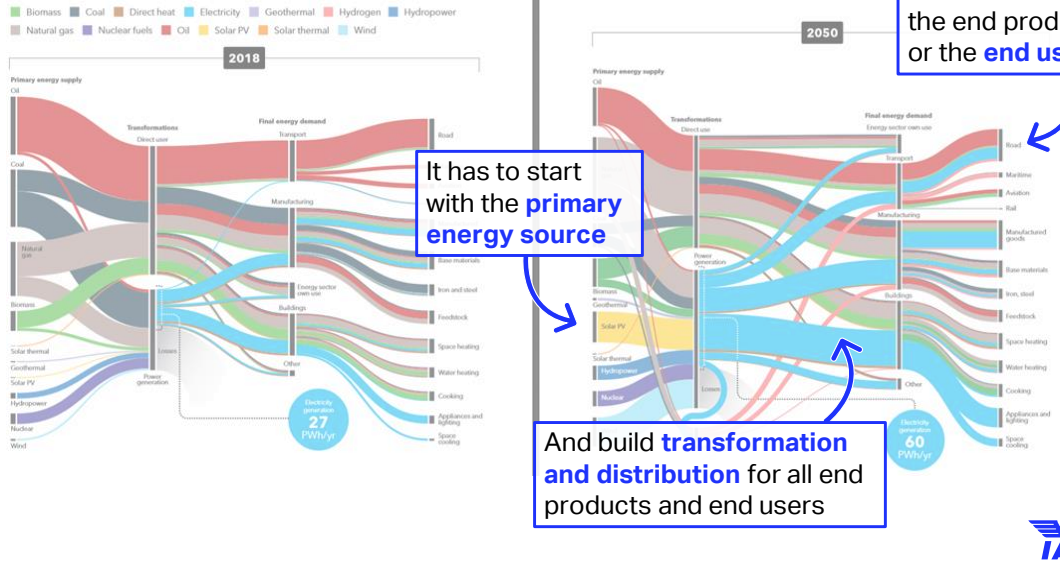 Biomass Coal Direct heat Electricity Geothermal Hydrogen Hydropower
Natural gas Nuclear fuels Oil Solar PV Solar thermal Wind
2018
Primary energy supply
Oil
Transformations
Direct user
Final energy demand
Transport
Road
Coal
Manufacturing
Natural
gas
Base materials
Energy sector
own use
Iron and steel
Biomass
Buildings
Feedstock
Solar thermal
Losses
Space heating
Geothermal
Other
Water heating
Solar PV
Power
generation
Hydropower
Cooking
Nuclear
Electricity
generation
27
PWh/yr
Appliances and
lighting
Wind
Space
cooling
It has to start
with the primary
energy source
2050
the end prod
or the end us
Primary energy supply
Oil
Transformations
Direct use
Final energy demand
Energy sector own use
Transport
Road
Maritime
Aviation
Rail
Manufacturing
Manufactured
goods
Power
generation
Base materials
Biomass
Buildings
Iron, steel
Geothermal
Feedstock
Solar PV
Space heating
Solar thermal
Water heating
Hydropower
Other
Cooking
Nuclear
Losses
Appliances and
lighting
Electricity
generation
60
PWh/yr
Space
cooling
And build transformation
and distribution for all end
products and end users